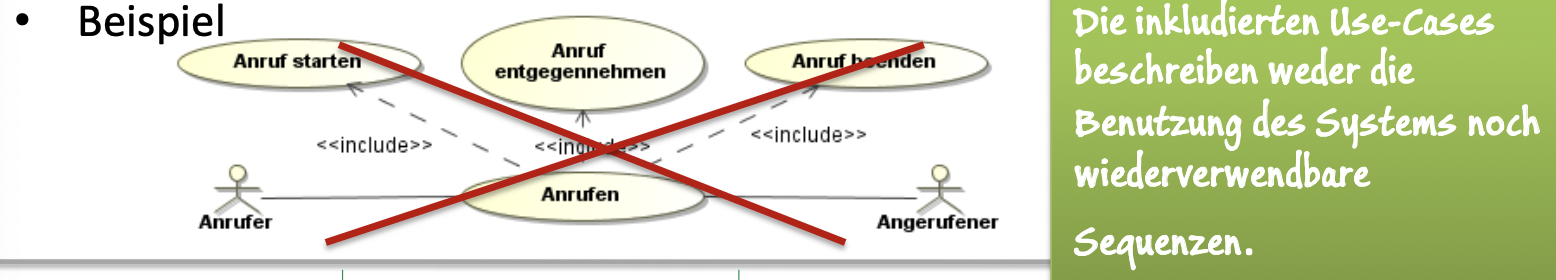 • Beispiel
Anruf starten
Anruf
entgegennehmen
Anruf beenden
<<include>>
<<include>>
<<include>>
Anrufen
Anrufer
Angerufener
Die inkludierten Use-Cases
beschreiben weder die
Benutzung des Systems noch
wiederverwendbare
Sequenzen.